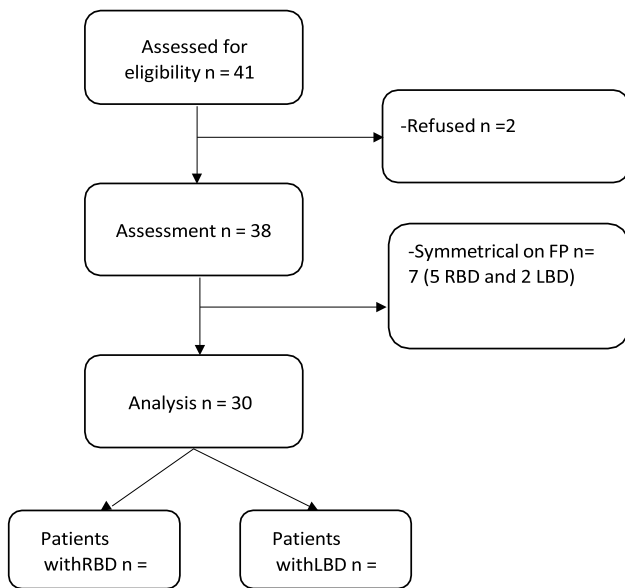 Assessed for
eligibility n = 41
-Refused n =2
Assessment n = 38
-Symmetrical on FP n=
7 (5 RBD and 2 LBD)
Analysis n = 30
Patients
withRBD n =
Patients
withLBD n =